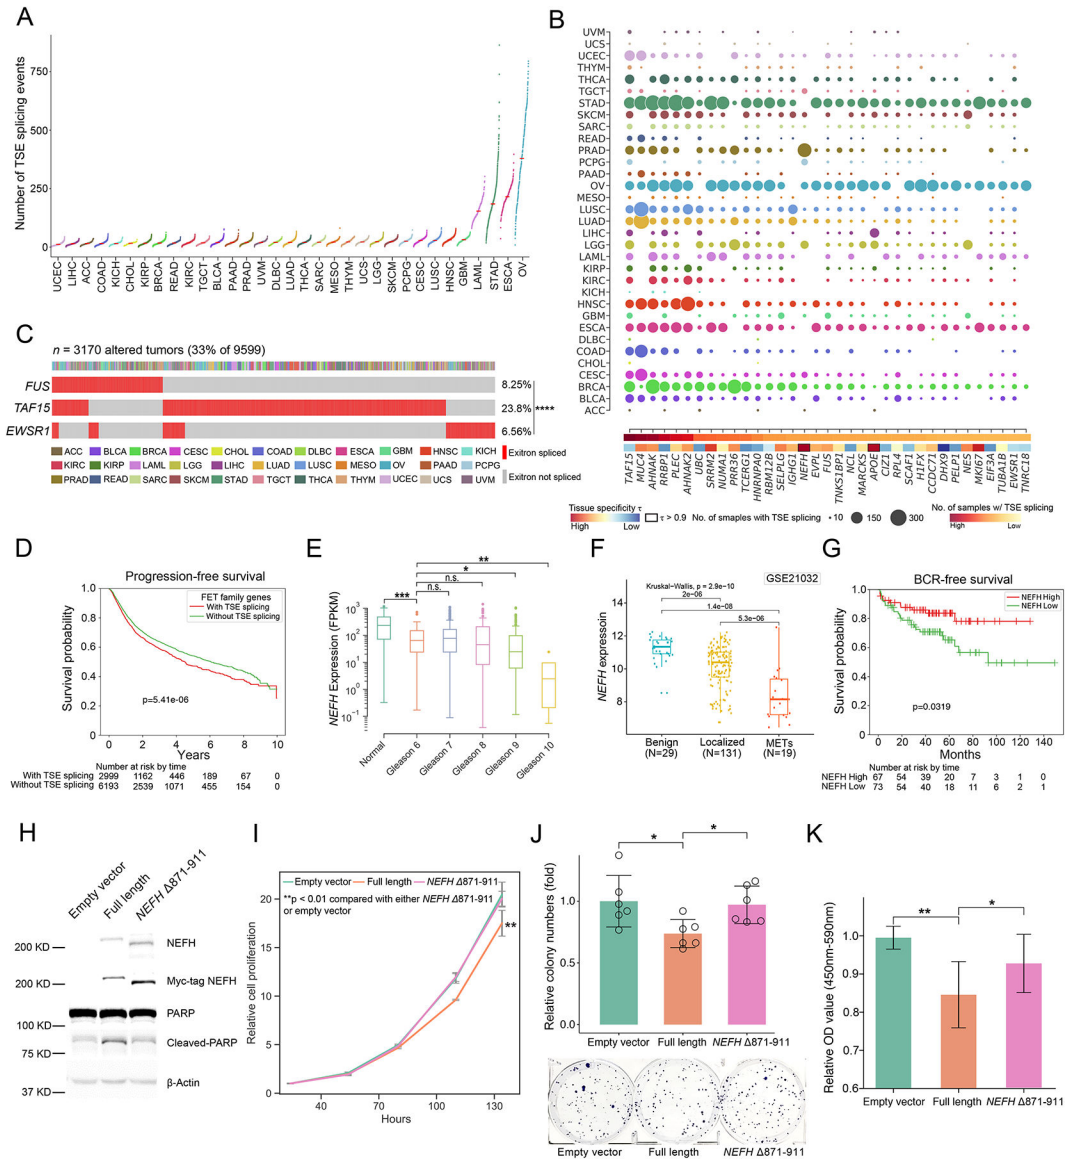 A
Number of TSE splicing events
750
500
250
0
UCEC
LIHC
ACC
COAD
KICH
CHOL
KIRP
BRCA
READ
KIRC
TGCT
BLCA
PAAD
PRAD
UVM
DLBC
LUAD
THCA
SARC
MESO
THYM
UCS
LGG
SKCM
PCPG
CESC
LUSC
HNSC
GBM
LAML
STAD
ESCA
OV
B
UVM
UCS
UCEC
THYM
THCA
TGCT
STAD
SKCM
SARC
READ
PRAD
PCPG
PAAD
OV
MESO
LUSC
LUAD
LIHC
LGG
LAML
KIRP
KIRC
KICH
HNSC
GBM
ESCA
DLBC
COAD
CHOL
CESC
BRCA
BLCA
ACC
TAF15
MUC4
AHNAK
RRBP1
PLEC
AHNAK2
UBC
SRRM2
NUMA1
PRR36
TCERG1
HNRNPA0
RBM12B
SELPLG
IGHG1
NEFH
EVPL
FUS
TNKS1BP1
NCL
MARCKS
APOE
CIZ1
RPL4
SCAF1
H1FX
CCDC71
DHX9
PELP1
NES
MKI67
EIF3A
TUBA1B
EWSR1
TNRC18
Tissue specificity τ
High Low
τ > 0.9
No. of smaples with TSE splicing
10 150 300
No. of samples w/ TSE splicing
High Low
C
n = 3170 altered tumors (33% of 9599)
FUS 8.25%
TAF15 23.8% ****
EWSR1 6.56%
ACC BLCA BRCA CESC CHOL COAD DLBC ESCA GBM HNSC KICH
KIRC KIRP LAML LGG LIHC LUAD LUSC MESO OV PAAD PCPG
PRAD READ SARC SKCM STAD TGCT THCA THYM UCEC UCS UVM
Exitron spliced
Exitron not spliced
D
Progression-free survival
FET family genes
With TSE splicing
Without TSE splicing
Survival probability
1.0
0.8
0.6
0.4
0.2
0
p=5.41e-06
0 2 4 6 8 10
Years
Number at risk by time
With TSE splicing 2999 1162 446 189 67 0
Without TSE splicing 6193 2539 1071 455 154 0
E
**
*
n.s.
n.s.
***
NEFH Expression (FPKM)
10³
10²
10¹
10⁰
10⁻¹
Normal
Gleason 6
Gleason 7
Gleason 8
Gleason 9
Gleason 10
F
GSE21032
Kruskal−Wallis, p = 2.9e−10
2e−06
1.4e−08
5.3e−06
NEFH expressoin
14
12
10
8
Benign Localized METs
(N=29) (N=131) (N=19)
G
BCR-free survival
NEFH High
NEFH Low
Survival probability
1.0
0.8
0.6
0.4
0.2
0
p=0.0319
0 20 40 60 80 100 120 140
Months
Number at risk by time
NEFH High 67 54 39 20 7 3 1 0
NEFH Low 73 54 40 18 11 6 2 1
H
Empty vector
Full length
NEFH Δ871-911
200 KD
NEFH
200 KD
Myc-tag NEFH
PARP
100 KD
Cleaved-PARP
75 KD
β-Actin
37 KD
I
Empty vector Full length NEFH Δ871-911
**p < 0.01 compared with either NEFH Δ871-911
or empty vector
**
Relative cell proliferation
20
15
10
5
0
40 70 100 130
Hours
J
* *
Relative colony numbers (fold)
1.5
1.0
0.5
0.0
Empty vector Full length NEFH Δ871-911
Empty vector Full length NEFH Δ871-911
K
** *
Relative OD value (450nm-590nm)
1.0
0.9
0.8
0.8
0.6
Empty vector Full length NEFH Δ871-911